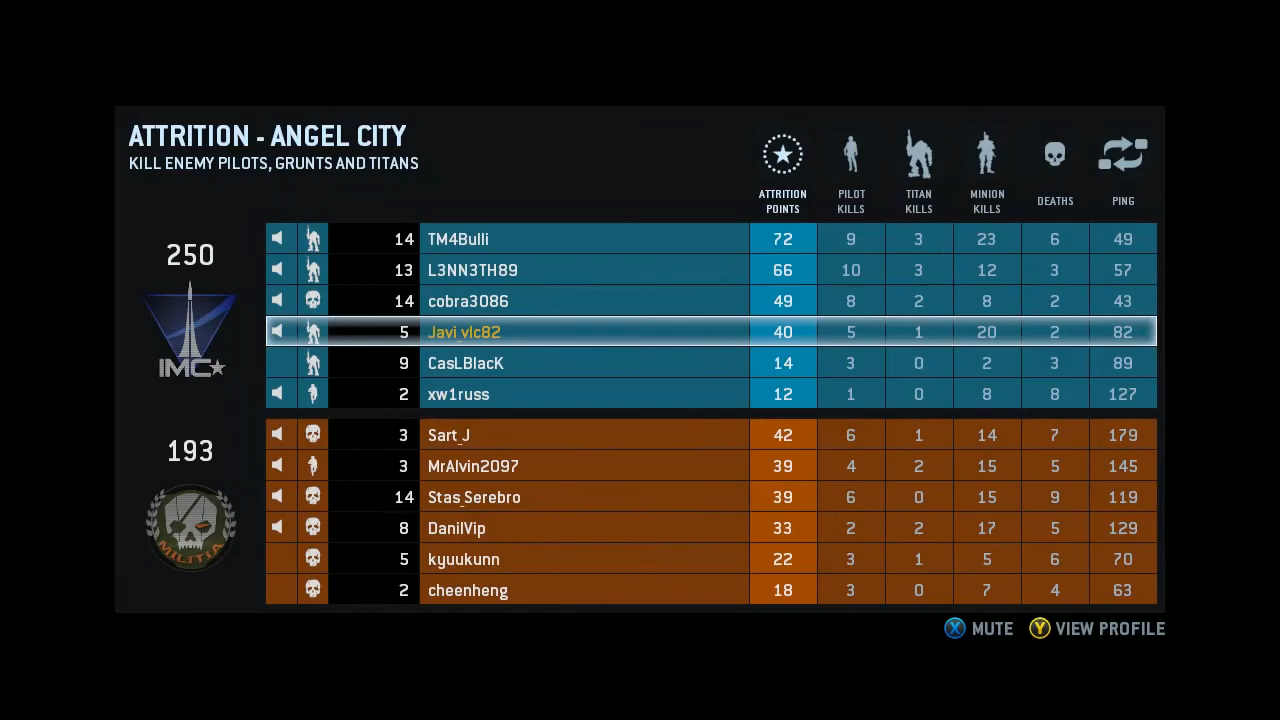 ATTRITION - ANGEL CITY
KILL ENEMY PILOTS, GRUNTS AND TITANS
ATTRITION POINTS PILOT KILLS TITAN KILLS MINION KILLS DEATHS PING
250
IMC
14 TM4Bulli 72 9 3 23 6 49
13 L3NN3TH89 66 10 3 12 3 57
14 cobra3086 49 8 2 8 2 43
5 Javi_vlc82 40 5 1 20 2 82
9 CasLBlacK 14 3 0 2 3 89
2 xw1russ 12 1 0 8 8 127
193
MILITIA
3 Sart_J 42 6 1 14 7 179
3 MrAlvin2097 39 4 2 15 5 145
14 Stas_Serebro 39 6 0 15 9 119
8 DanilVip 33 2 2 17 5 129
5 kyuukunn 22 3 1 5 6 70
2 cheenheng 18 3 0 7 4 63
X MUTE Y VIEW PROFILE